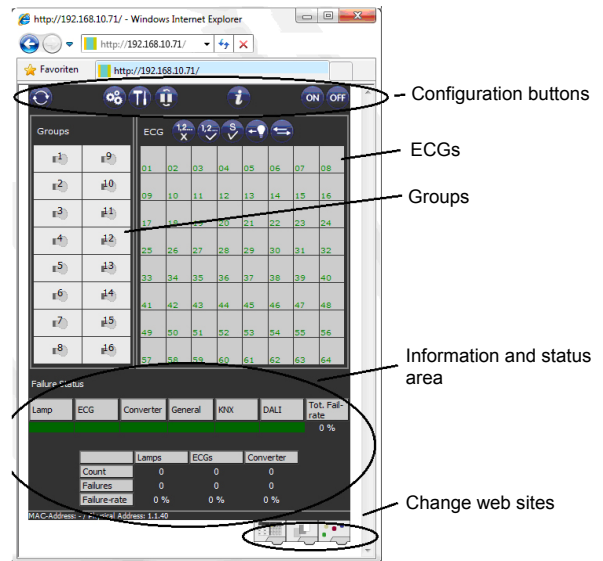 http://192.168.10.71/ - Windows Internet Explorer
http://192.168.10.71/
Favoriten
http://192.168.10.71/
i
ON OFF
Configuration buttons
Groups
ECG 1,2... 1,2... S
ECGs
Groups
1 9
2 10
3 11
4 12
5 13
6 14
7 15
8 16
01 02 03 04 05 06 07 08
09 10 11 12 13 14 15 16
17 18 19 20 21 22 23 24
25 26 27 28 29 30 31 32
33 34 35 36 37 38 39 40
41 42 43 44 45 46 47 48
49 50 51 52 53 54 55 56
57 58 59 60 61 62 63 64
Information and status
area
Failure Status
Lamp ECG Converter General KNX DALI Tot. Fail-
rate
0 %
Lamps ECGs Converter
Count 0 0 0
Failures 0 0 0
Failure-rate 0 % 0 % 0 %
MAC-Address: - / Physical Address: 1.1.40
Change web sites